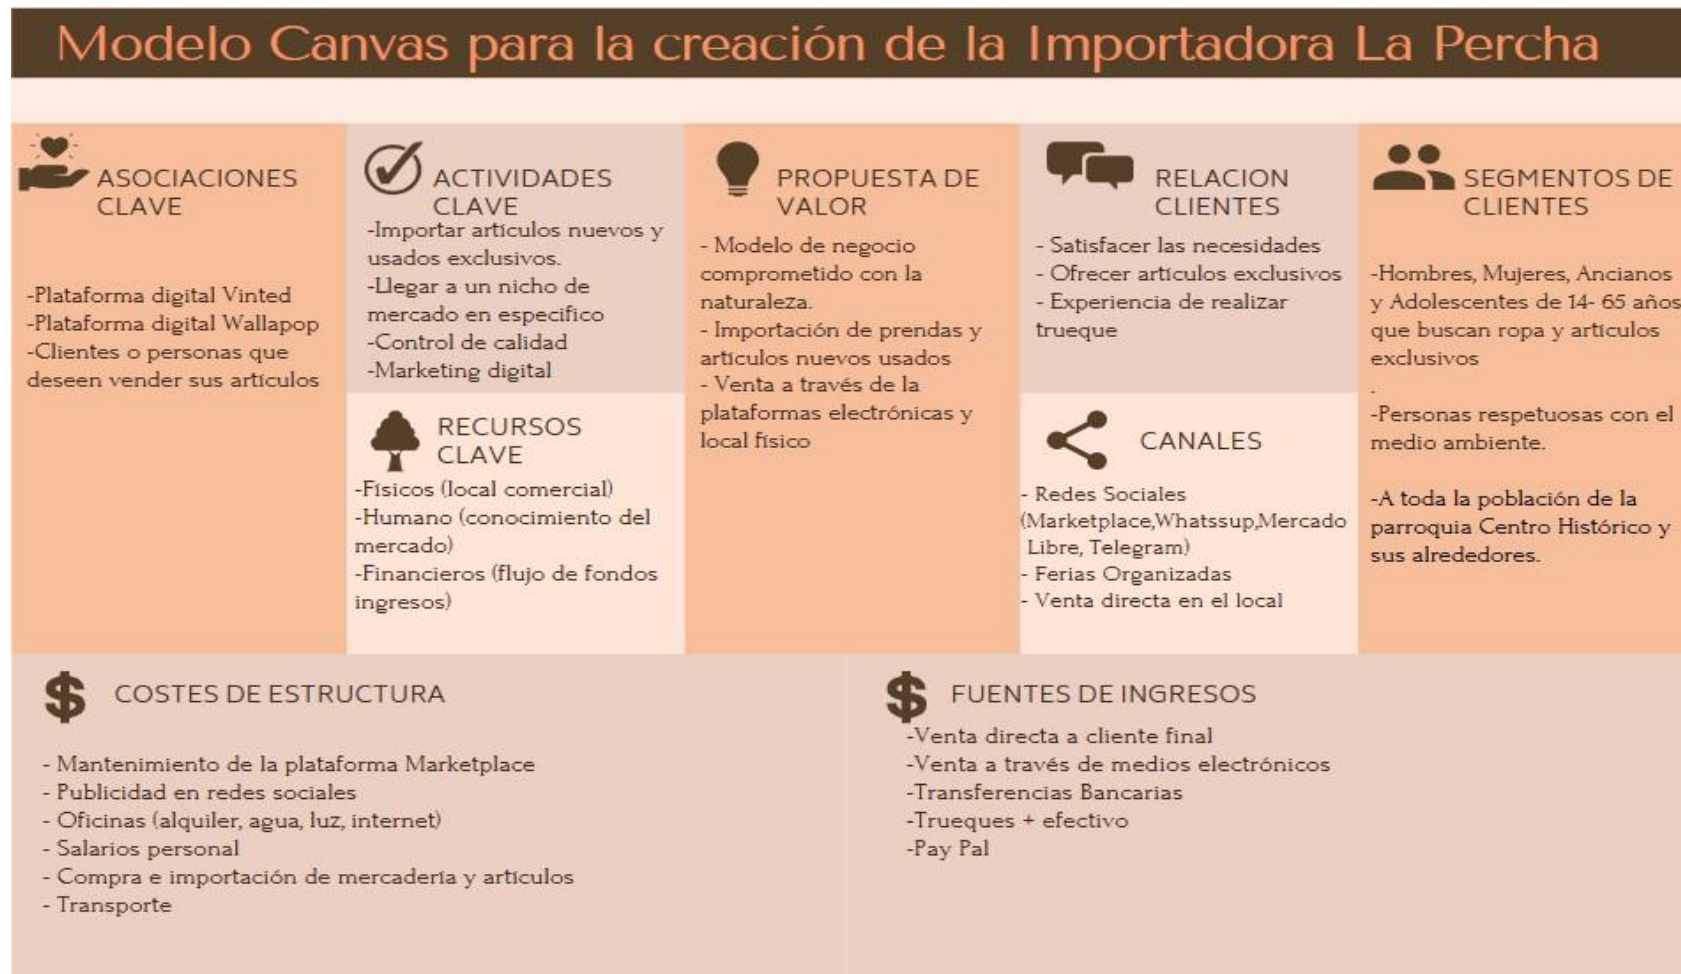 Modelo Canvas para la creación de la Importadora La Percha
ASOCIACIONES
CLAVE
-Plataforma digital Vinted
-Plataforma digital Wallapop
-Clientes o personas que
deseen vender sus artículos
ACTIVIDADES
CLAVE
-Importar artículos nuevos y
usados exclusivos.
-Llegar a un nicho de
mercado en especifico
-Control de calidad
-Marketing digital
RECURSOS
CLAVE
-Físicos (local comercial)
-Humano (conocimiento del
mercado)
-Financieros (flujo de fondos
ingresos)
PROPUESTA DE
VALOR
- Modelo de negocio
comprometido con la
naturaleza.
- Importación de prendas y
artículos nuevos usados
- Venta a través de la
plataformas electrónicas y
local físico
RELACION
CLIENTES
- Satisfacer las necesidades
- Ofrecer artículos exclusivos
- Experiencia de realizar
trueque
CANALES
- Redes Sociales
(Marketplace,Whatssup,Mercado
Libre, Telegram)
- Ferias Organizadas
- Venta directa en el local
SEGMENTOS DE
CLIENTES
-Hombres, Mujeres, Ancianos
y Adolescentes de 14- 65 años
que buscan ropa y artículos
exclusivos
.
-Personas respetuosas con el
medio ambiente.
-A toda la población de la
parroquia Centro Histórico y
sus alrededores.
COSTES DE ESTRUCTURA
- Mantenimiento de la plataforma Marketplace
- Publicidad en redes sociales
- Oficinas (alquiler, agua, luz, internet)
- Salarios personal
- Compra e importación de mercadería y artículos
- Transporte
FUENTES DE INGRESOS
-Venta directa a cliente final
-Venta a través de medios electrónicos
-Transferencias Bancarias
-Trueques + efectivo
-Pay Pal